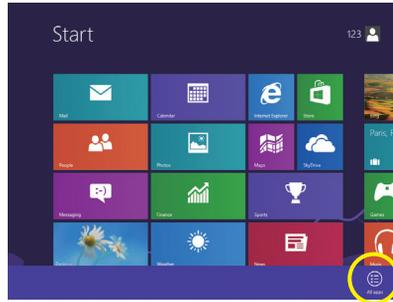 Start
123
Mail
Calendar
Internet Explorer
Store
People
Photos
Maps
SkyDrive
Paris, F
Messaging
Finance
Sports
Games
Desktop
Weather
News
Music
All apps